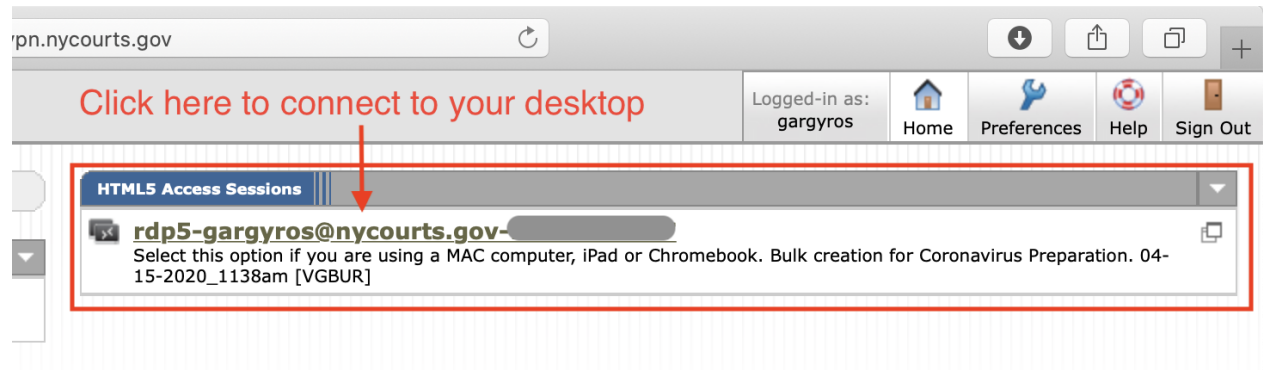 vpn.nycourts.gov
Click here to connect to your desktop
Logged-in as:
gargyros
Home
Preferences
Help
Sign Out
HTML5 Access Sessions
rdp5-gargyros@nycourts.gov-
Select this option if you are using a MAC computer, iPad or Chromebook. Bulk creation for Coronavirus Preparation. 04-
15-2020_1138am [VGBUR]